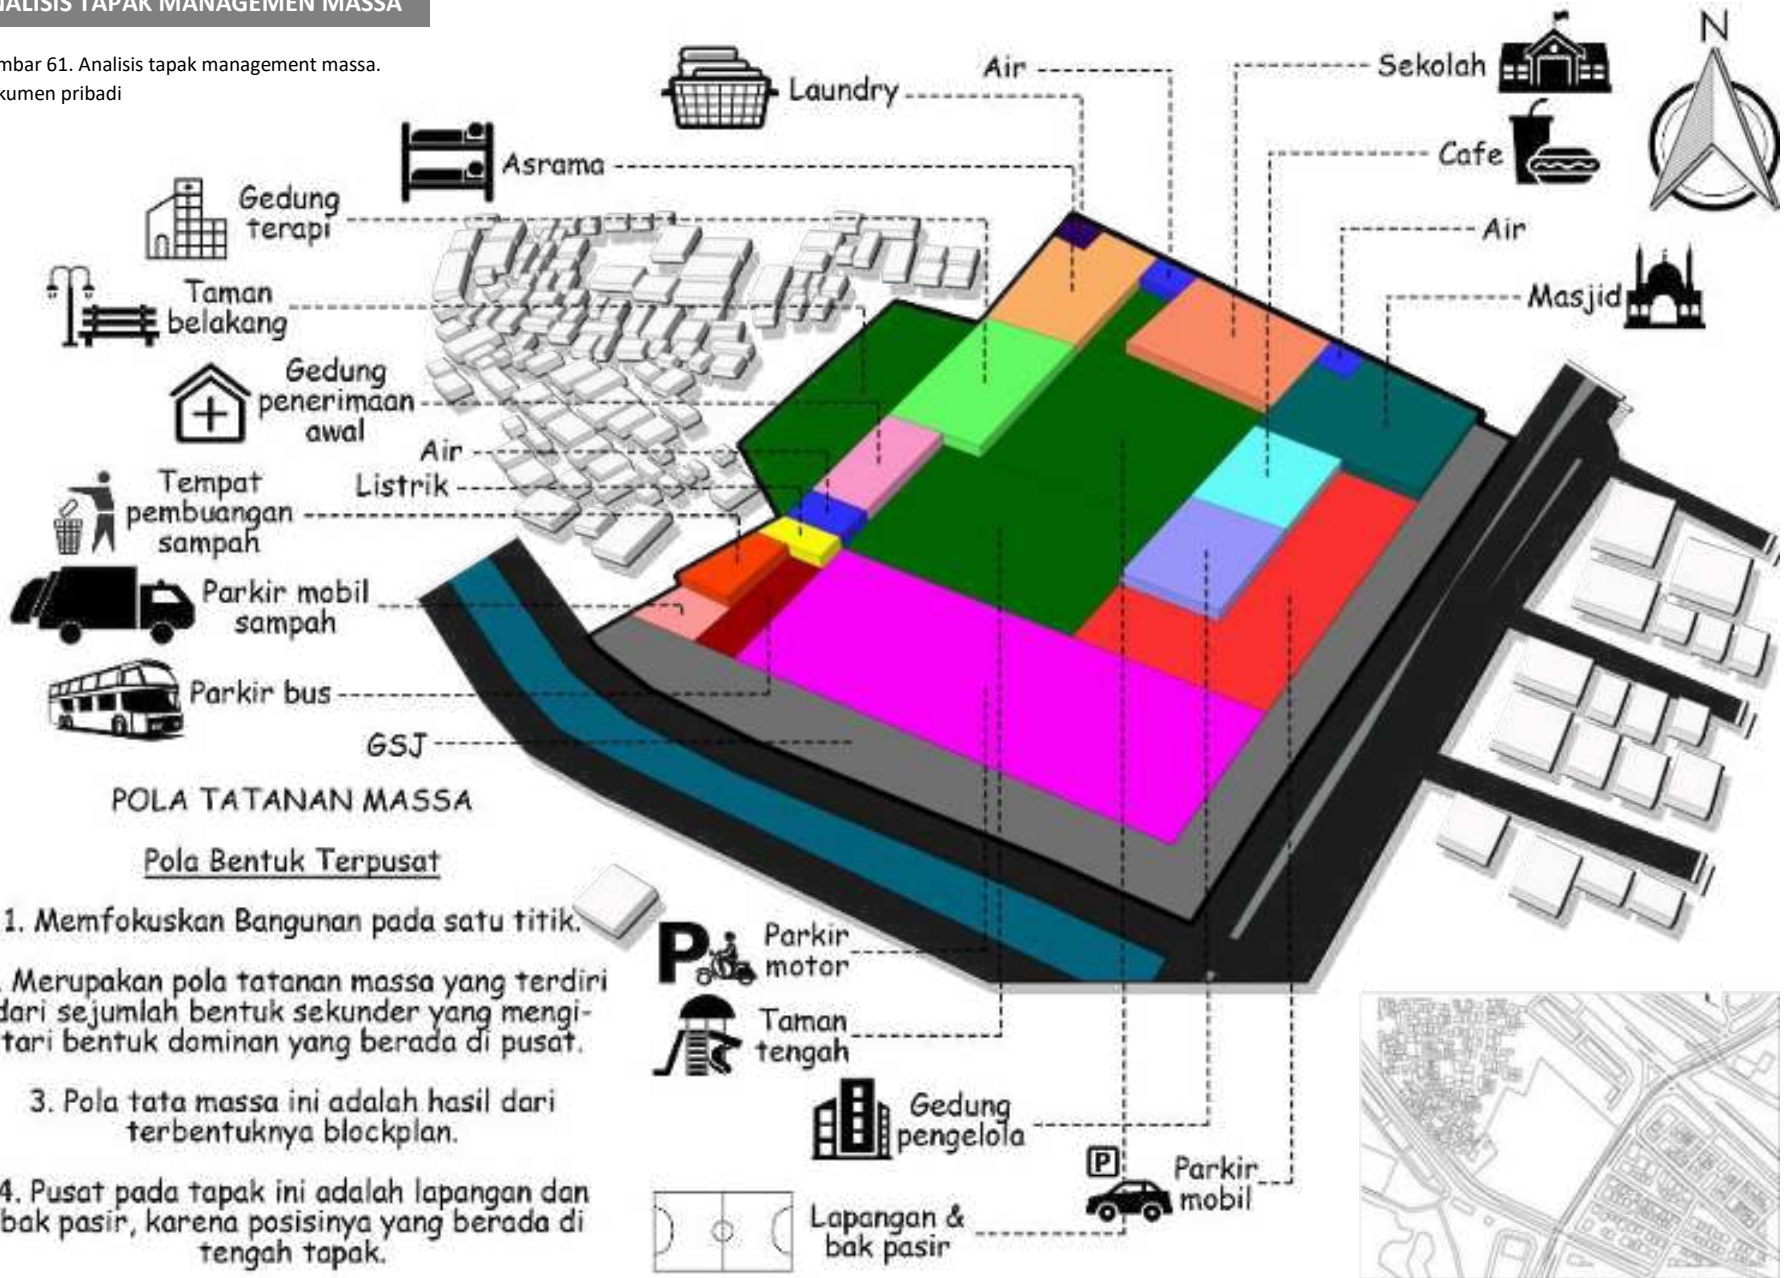 NALISIS TAPAK MANAGEMEN MASSA
mbar 61. Analisis tapak management massa.
kumen pribadi
N
Laundry
Air
Sekolah
Asrama
Cafe
Gedung
terapi
Air
Taman
belakang
Masjid
Gedung
penerimaan
awal
Air
Listrik
Tempat
pembuangan
sampah
Parkir mobil
sampah
Parkir bus
GSJ
POLA TATANAN MASSA
Pola Bentuk Terpusat
1. Memfokuskan Bangunan pada satu titik.
. Merupakan pola tatanan massa yang terdiri
dari sejumlah bentuk sekunder yang mengi-
tari bentuk dominan yang berada di pusat.
3. Pola tata massa ini adalah hasil dari
terbentuknya blockplan.
4. Pusat pada tapak ini adalah lapangan dan
bak pasir, karena posisinya yang berada di
tengah tapak.
P
Parkir
motor
Taman
tengah
Gedung
pengelola
P
Parkir
mobil
Lapangan &
bak pasir